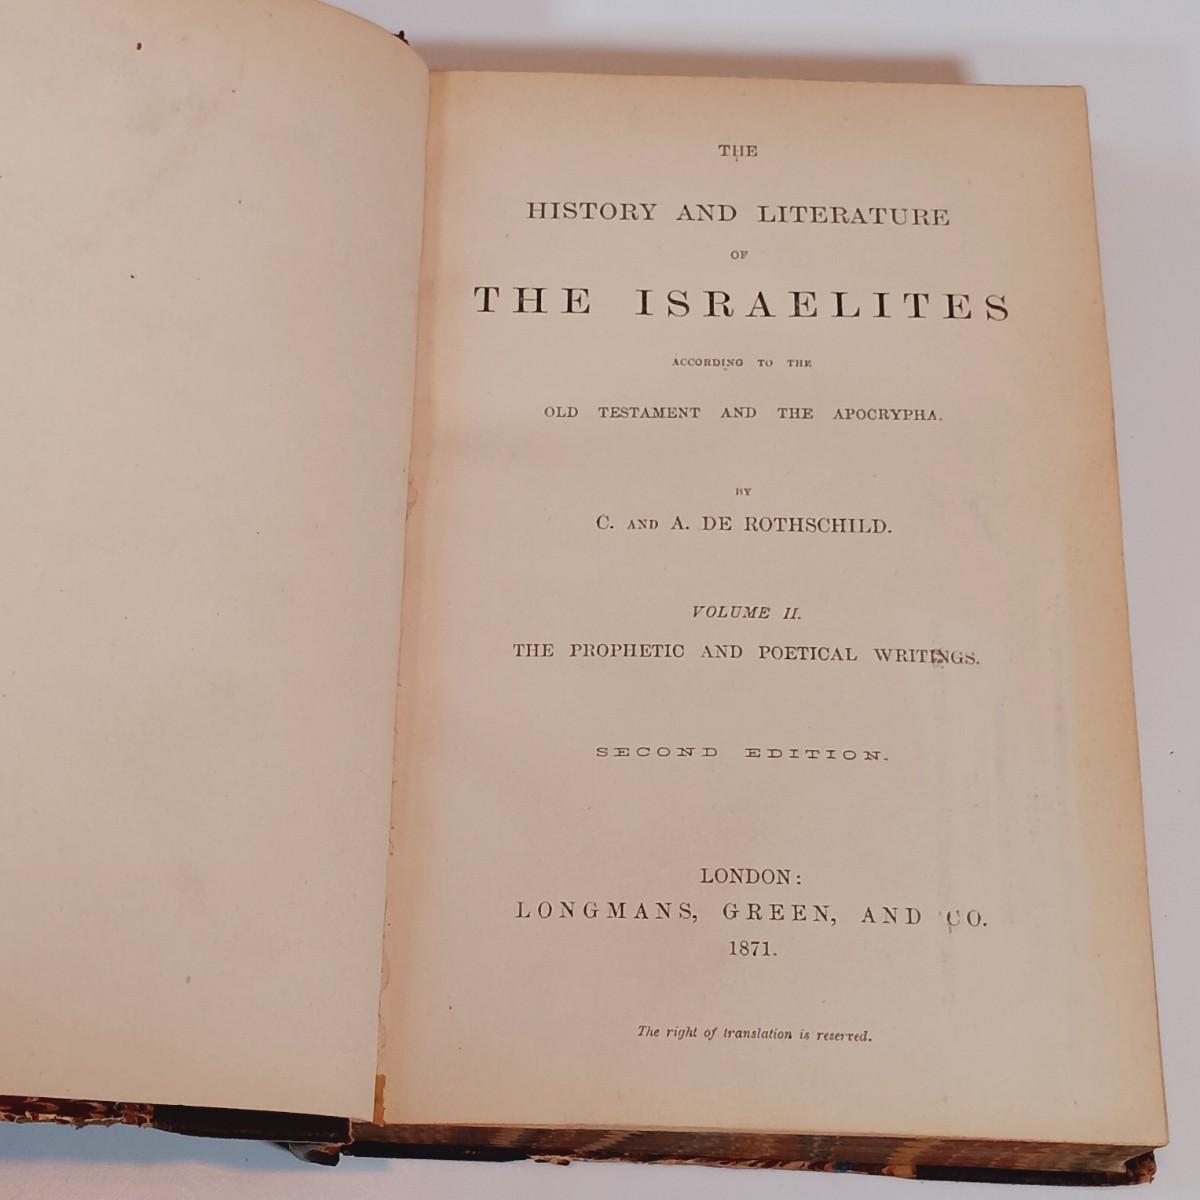 THE
HISTORY AND LITERATURE
OF
THE ISRAELITES
ACCORDING TO THE
OLD TESTAMENT AND THE APOCRYPHA.
BY
C. AND A. DE ROTHSCHILD.
VOLUME II.
THE PROPHETIC AND POETICAL WRITINGS.
SECOND EDITION.
LONDON:
LONGMANS, GREEN, AND CO.
1871.
The right of translation is reserved.